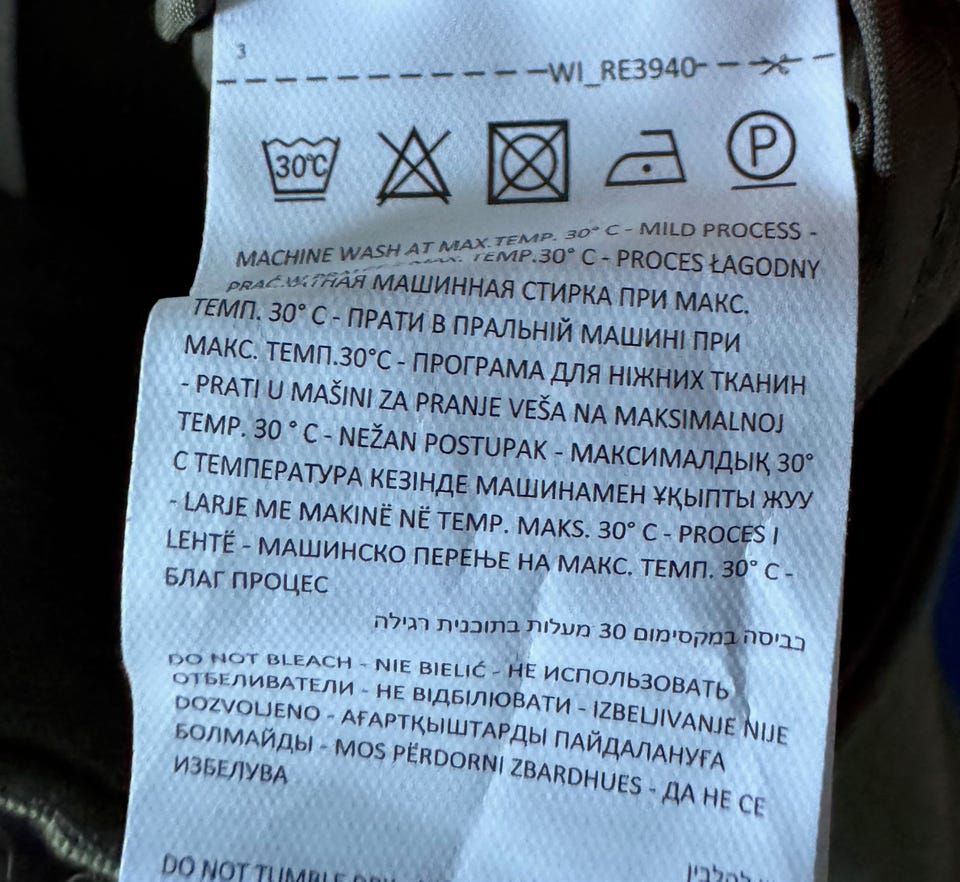 3
WI_RE3940
30°C P
MACHINE WASH AT MAX.TEMP. 30° C - MILD PROCESS -
TEMP.30° C - PROCES ŁAGODNY
МАШИННАЯ СТИРКА ПРИ МАКС.
ТЕМП. 30° C - ПРАТИ В ПРАЛЬНІЙ МАШИНІ ПРИ
МАКС. ТЕМП.30°C - ПРОГРАМА ДЛЯ НІЖНИХ ТКАНИН
- PRATI U MAŠINI ZA PRANJE VEŠA NA MAKSIMALNOJ
TEMP. 30 ° C - NEŽAN POSTUPAK - МАКСИМАЛДЫҚ 30°
С ТЕМПЕРАТУРА КЕЗІНДЕ МАШИНАМЕН ҰҚЫПТЫ ЖУУ
- LARJE ME MAKINË NË TEMP. MAKS. 30° C - PROCES I
LEHTË - МАШИНСКО ПЕРЕЊЕ НА МАКС. ТЕМП. 30° C -
БЛАГ ПРОЦЕС
כביסה במקסימום 30 מעלות בתוכנית רגילה
DO NOT BLEACH - NIE BIELIĆ - НЕ ИСПОЛЬЗОВАТЬ
ОТБЕЛИВАТЕЛИ - НЕ ВІДБІЛЮВАТИ - IZBELJIVANJE NIJE
DOZVOLJENO - АҒАРТҚЫШТАРДЫ ПАЙДАЛАНУҒА
БОЛМАЙДЫ - MOS PËRDORNI ZBARDHUES - ДА НЕ СЕ
ИЗБЕЛУВА
DO NOT TUMBLE